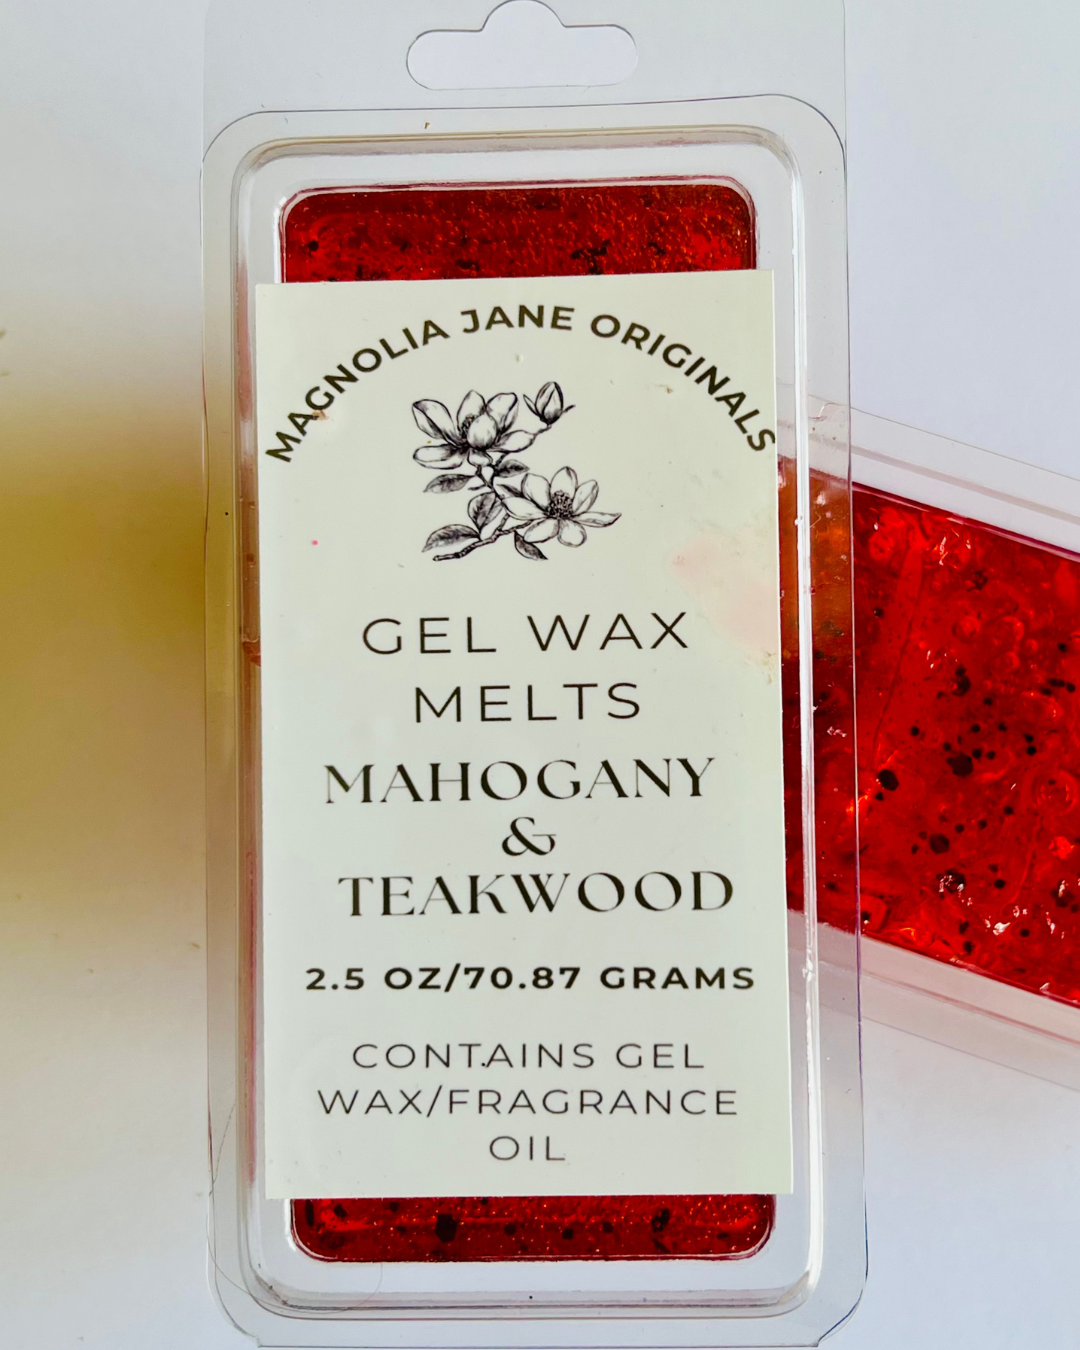 MAGNOLIA JANE ORIGINALS
GEL WAX
MELTS
MAHOGANY
&
TEAKWOOD
2.5 OZ/70.87 GRAMS
CONTAINS GEL
WAX/FRAGRANCE
OIL